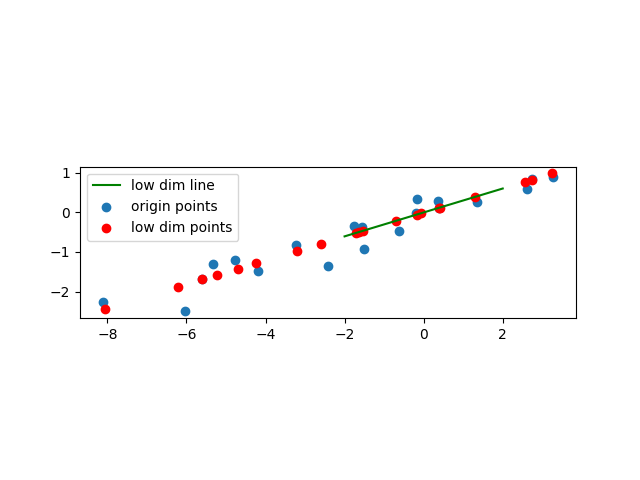 low dim line
origin points
low dim points
1
0
−1
−2
−8 −6 −4 −2 0 2